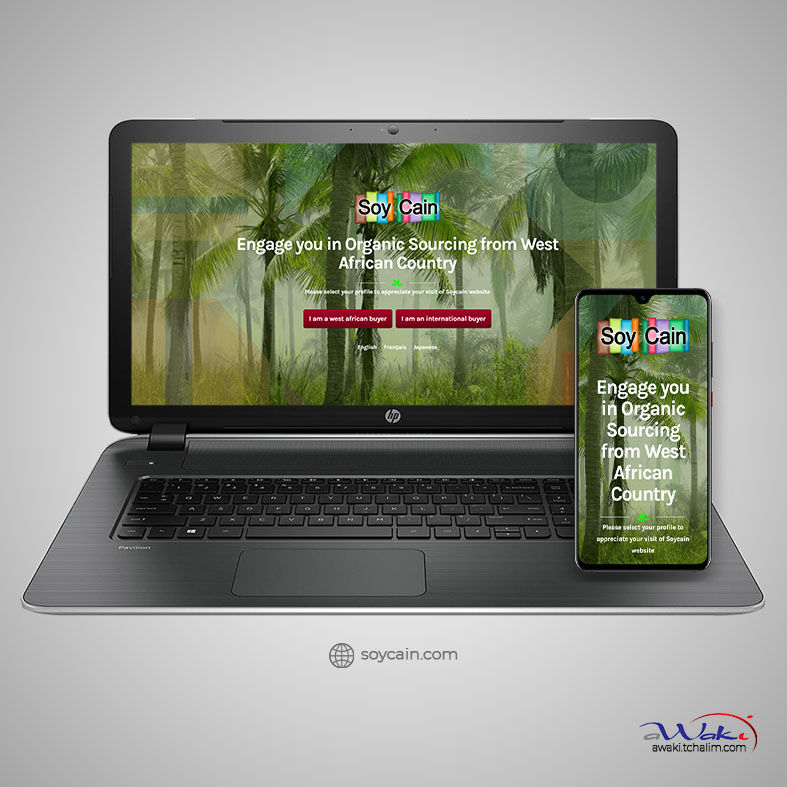 Soy Cain
Engage you in Organic Sourcing from West
African Country
Please select your profile to appreciate your visit of Soycain website
I am a west african buyer
I am an international buyer
English Français Japanese
hp
Pavilion
Soy Cain
Engage you
in Organic
Sourcing
from West
African
Country
Please select your profile to
appreciate your visit of Soycain
website
soycain.com
aWaki
awaki.tchalim.com